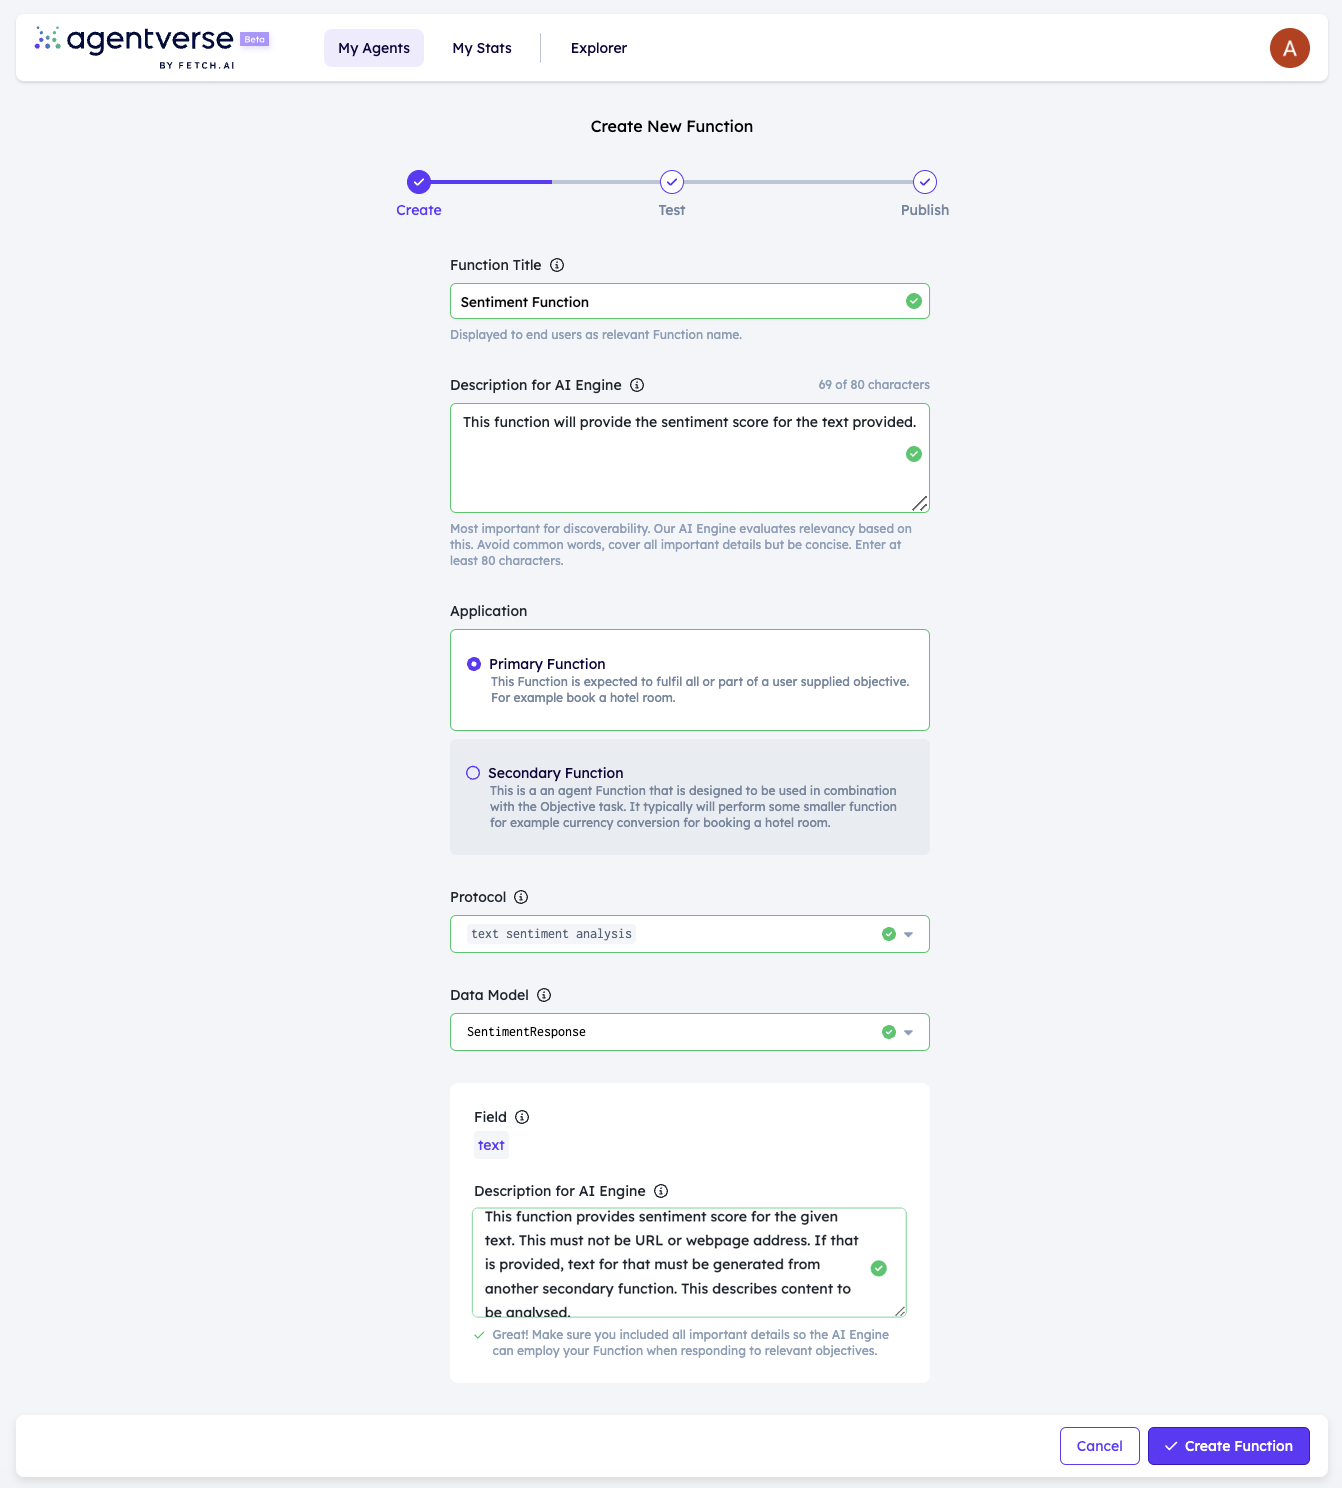 agentverse Beta
BY FETCH.AI
My Agents
My Stats
Explorer
A
Create New Function
Create
Test
Publish
Function Title
Sentiment Function
Displayed to end users as relevant Function name.
Description for AI Engine
69 of 80 characters
This function will provide the sentiment score for the text provided.
Most important for discoverability. Our AI Engine evaluates relevancy based on
this. Avoid common words, cover all important details but be concise. Enter at
least 80 characters.
Application
Primary Function
This Function is expected to fulfil all or part of a user supplied objective.
For example book a hotel room.
Secondary Function
This is a an agent Function that is designed to be used in combination
with the Objective task. It typically will perform some smaller function
for example currency conversion for booking a hotel room.
Protocol
text sentiment analysis
Data Model
SentimentResponse
Field
text
Description for AI Engine
This function provides sentiment score for the given
text. This must not be URL or webpage address. If that
is provided, text for that must be generated from
another secondary function. This describes content to
be analysed.
Great! Make sure you included all important details so the AI Engine
can employ your Function when responding to relevant objectives.
Cancel
Create Function